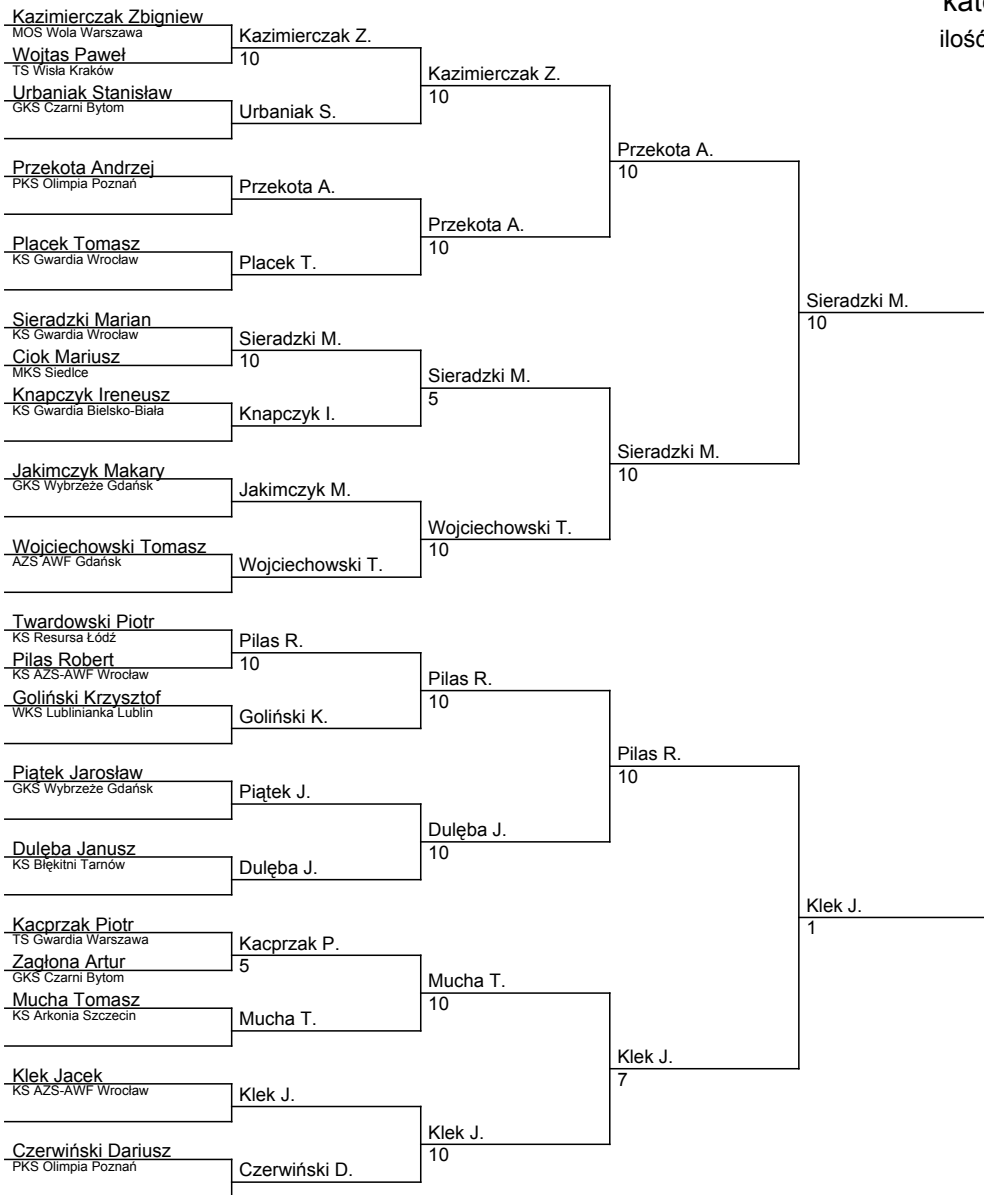 kate
ilość
Kazimierczak Zbigniew
MOS Wola Warszawa
Kazimierczak Z.
10
Wojtas Paweł
TS Wisła Kraków
Kazimierczak Z.
10
Urbaniak Stanisław
GKS Czarni Bytom
Urbaniak S.
Przekota A.
10
Przekota Andrzej
PKS Olimpia Poznań
Przekota A.
Przekota A.
10
Placek Tomasz
KS Gwardia Wrocław
Placek T.
Sieradzki M.
10
Sieradzki Marian
KS Gwardia Wrocław
Sieradzki M.
10
Ciok Mariusz
MKS Siedlce
Sieradzki M.
5
Knapczyk Ireneusz
KS Gwardia Bielsko-Biała
Knapczyk I.
Sieradzki M.
10
Jakimczyk Makary
GKS Wybrzeże Gdańsk
Jakimczyk M.
Wojciechowski T.
10
Wojciechowski Tomasz
AZS AWF Gdańsk
Wojciechowski T.
Twardowski Piotr
KS Resursa Łódź
Pilas R.
10
Pilas Robert
KS AZS-AWF Wrocław
Pilas R.
10
Goliński Krzysztof
WKS Lublinianka Lublin
Goliński K.
Pilas R.
10
Piątek Jarosław
GKS Wybrzeże Gdańsk
Piątek J.
Dulęba J.
10
Dulęba Janusz
KS Błękitni Tarnów
Dulęba J.
Klek J.
1
Kacprzak Piotr
TS Gwardia Warszawa
Kacprzak P.
5
Zagłona Artur
GKS Czarni Bytom
Mucha T.
10
Mucha Tomasz
KS Arkonia Szczecin
Mucha T.
Klek J.
7
Klek Jacek
KS AZS-AWF Wrocław
Klek J.
Klek J.
10
Czerwiński Dariusz
PKS Olimpia Poznań
Czerwiński D.